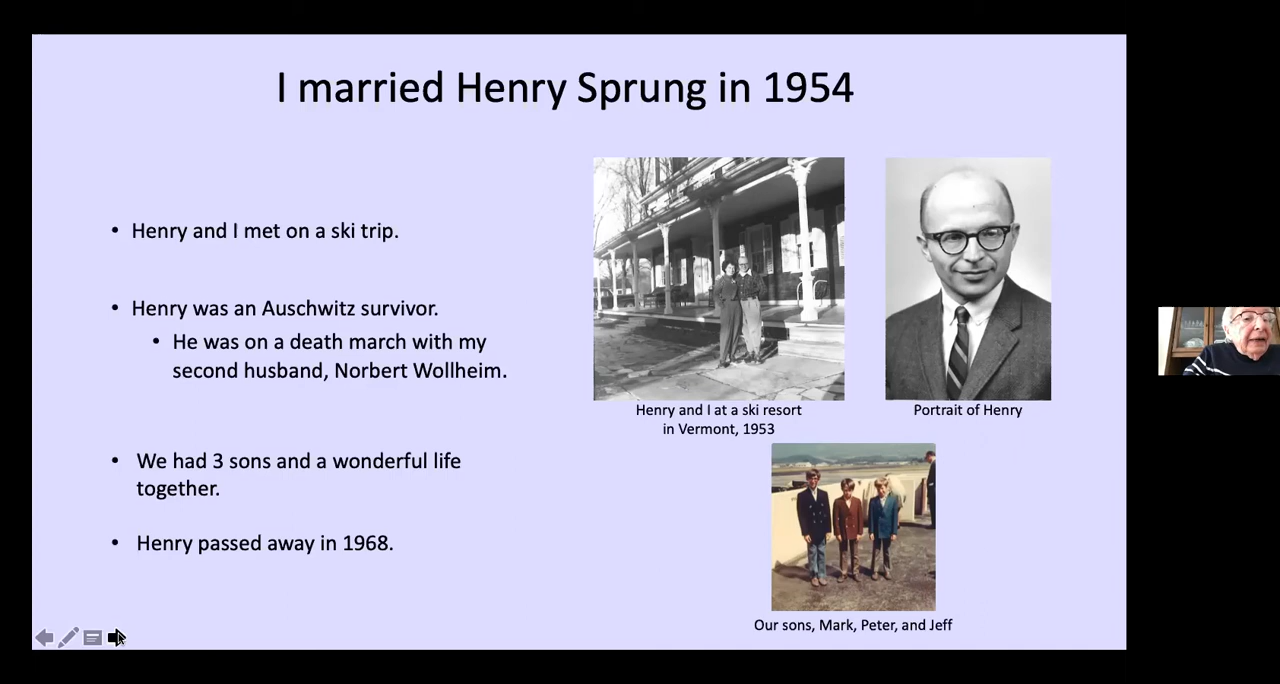 I married Henry Sprung in 1954
• Henry and I met on a ski trip.
• Henry was an Auschwitz survivor.
• He was on a death march with my
second husband, Norbert Wollheim.
• We had 3 sons and a wonderful life
together.
• Henry passed away in 1968.
Henry and I at a ski resort
in Vermont, 1953
Portrait of Henry
Our sons, Mark, Peter, and Jeff